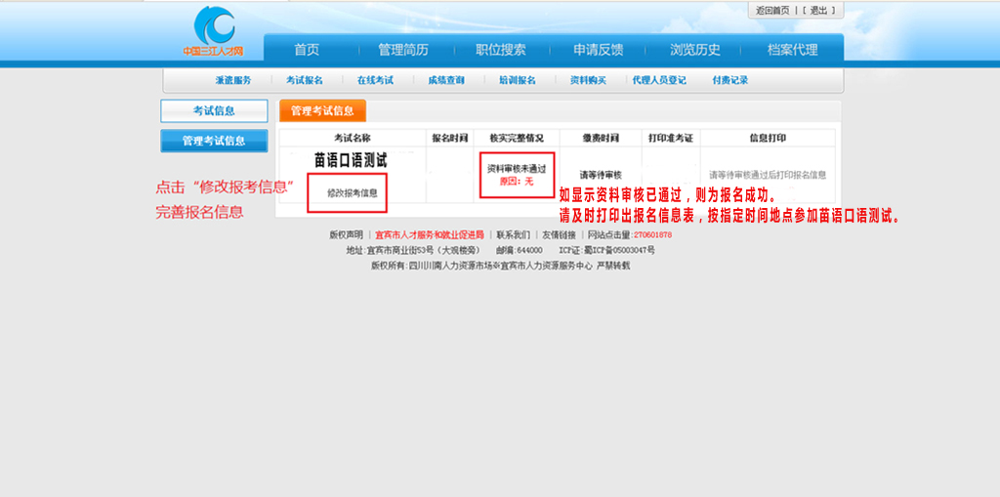 返回首页 | [ 退出 ]
中国三江人才网
首页 管理简历 职位搜索 申请反馈 浏览历史 档案代理
派遣服务 考试报名 在线考试 成绩查询 培训报名 资料购买 代理人员登记 付费记录
考试信息
管理考试信息
管理考试信息
考试名称 报名时间 核实完整情况 缴费时间 打印准考证 信息打印
苗语口语测试
修改报考信息
资料审核未通过
原因：无
请等待审核
请等待审核通过后打印报名信息
点击“修改报考信息”
完善报名信息
如显示资料审核已通过，则为报名成功。
请及时打印出报名信息表，按指定时间地点参加苗语口语测试。
版权声明 | 宜宾市人才服务和就业促进局 | 联系我们 | 友情链接 | 网站点击量:270601878
地址:宜宾市商业街53号（大观楼旁） 邮编:644000 ICP证:蜀ICP备05003047号
版权所有:四川川南人力资源市场※宜宾市人力资源服务中心 严禁转载